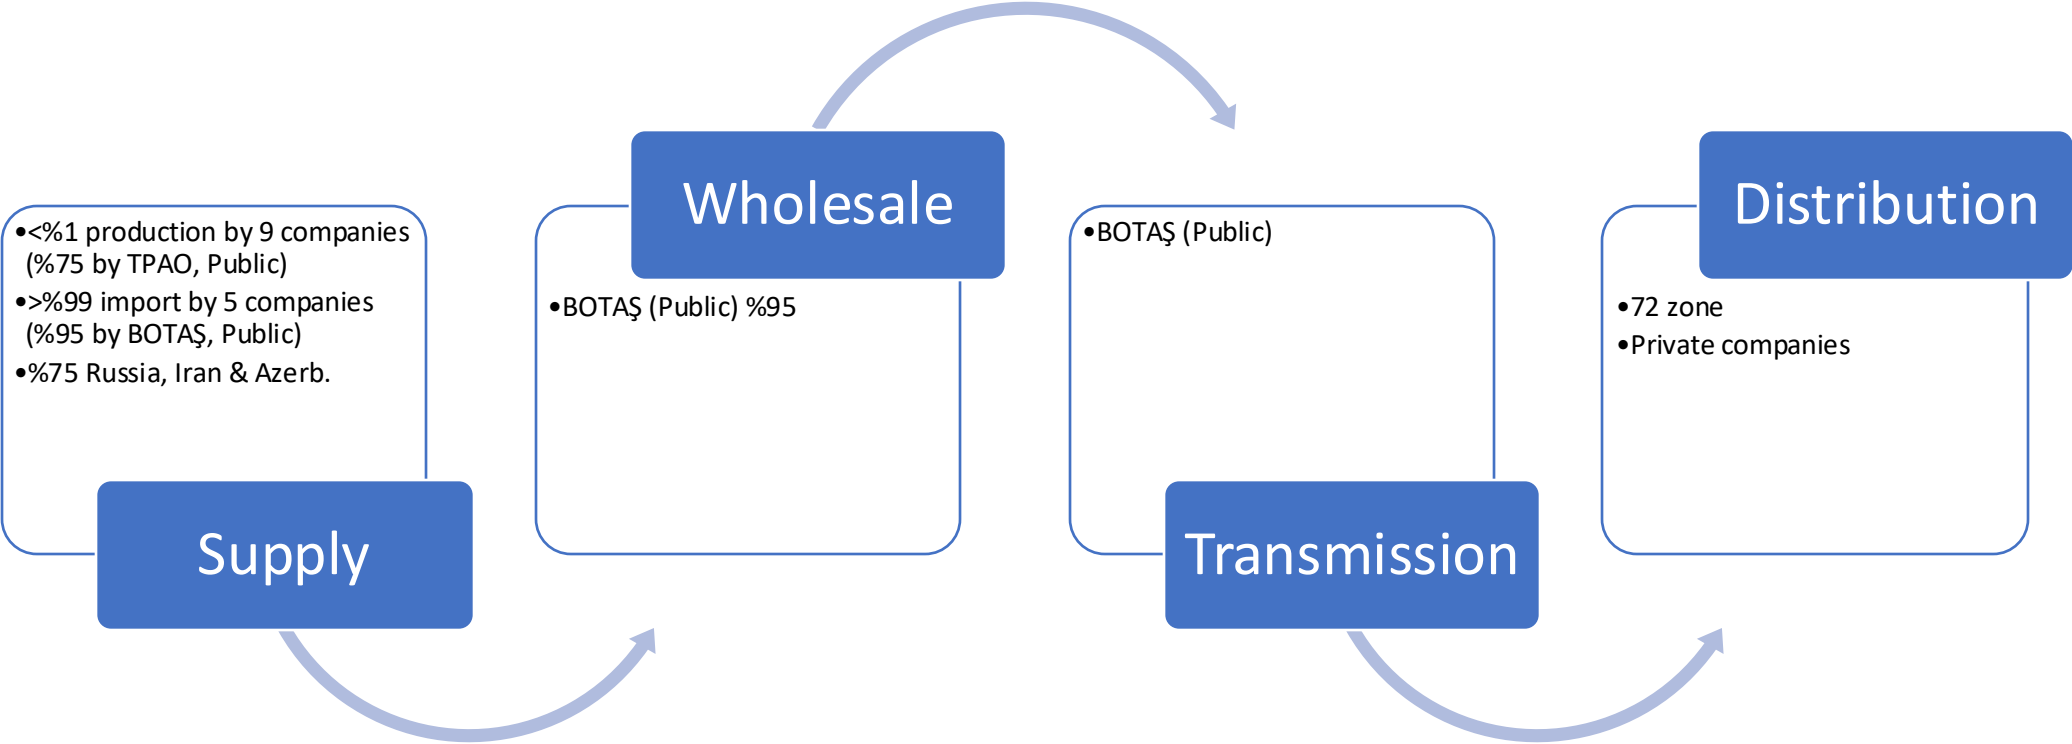 •<%1 production by 9 companies
(%75 by TPAO, Public)
•>%99 import by 5 companies
(%95 by BOTAŞ, Public)
•%75 Russia, Iran & Azerb.
Supply
Wholesale
•BOTAŞ (Public) %95
•BOTAŞ (Public)
Transmission
Distribution
•72 zone
•Private companies